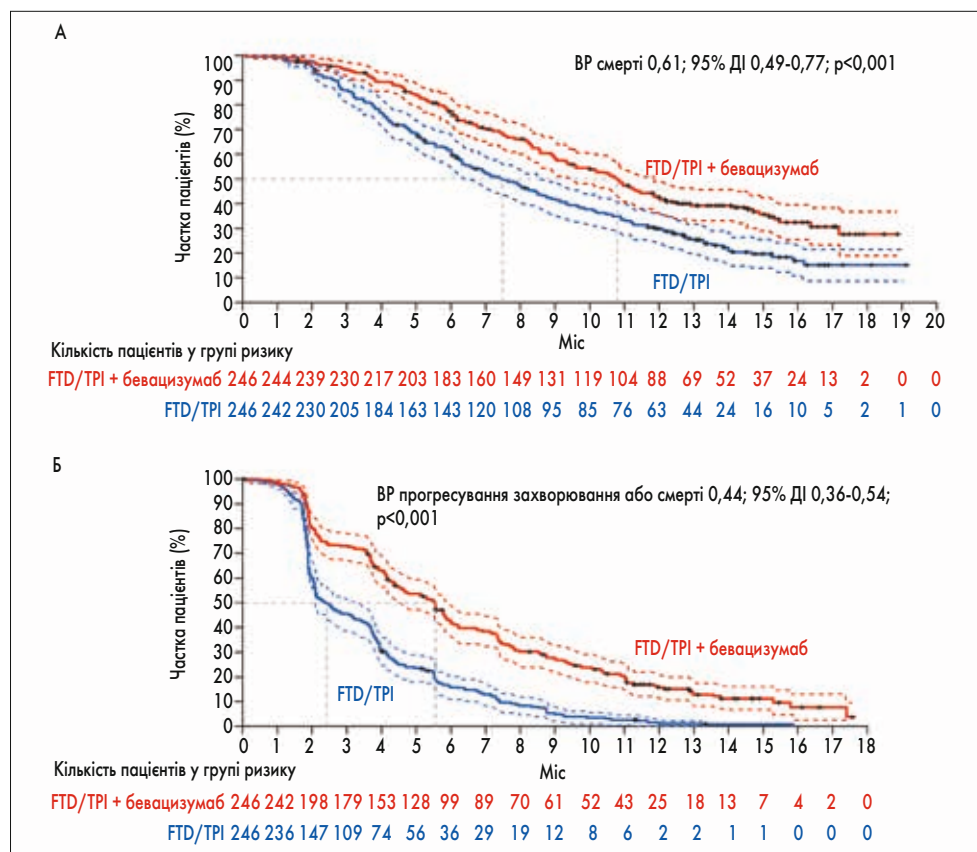 А
ВР смерті 0,61; 95% ДІ 0,49-0,77; p<0,001
Частка пацієнтів (%)
100
90
80
70
60
50
40
30
20
10
0
FTD/TPI + бевацизумаб
FTD/TPI
0 1 2 3 4 5 6 7 8 9 10 11 12 13 14 15 16 17 18 19 20
Міс
Кількість пацієнтів у групі ризику
FTD/TPI + бевацизумаб 246 244 239 230 217 203 183 160 149 131 119 104 88 69 52 37 24 13 2 0 0
FTD/TPI 246 242 230 205 184 163 143 120 108 95 85 76 63 44 24 16 10 5 2 1 0
Б
ВР прогресування захворювання або смерті 0,44; 95% ДІ 0,36-0,54;
p<0,001
Частка пацієнтів (%)
100
90
80
70
60
50
40
30
20
10
0
FTD/TPI + бевацизумаб
FTD/TPI
0 1 2 3 4 5 6 7 8 9 10 11 12 13 14 15 16 17 18
Міс
Кількість пацієнтів у групі ризику
FTD/TPI + бевацизумаб 246 242 198 179 153 128 99 89 70 61 52 43 25 18 13 7 4 2 0
FTD/TPI 246 236 147 109 74 56 36 29 19 12 8 6 2 2 1 1 0 0 0